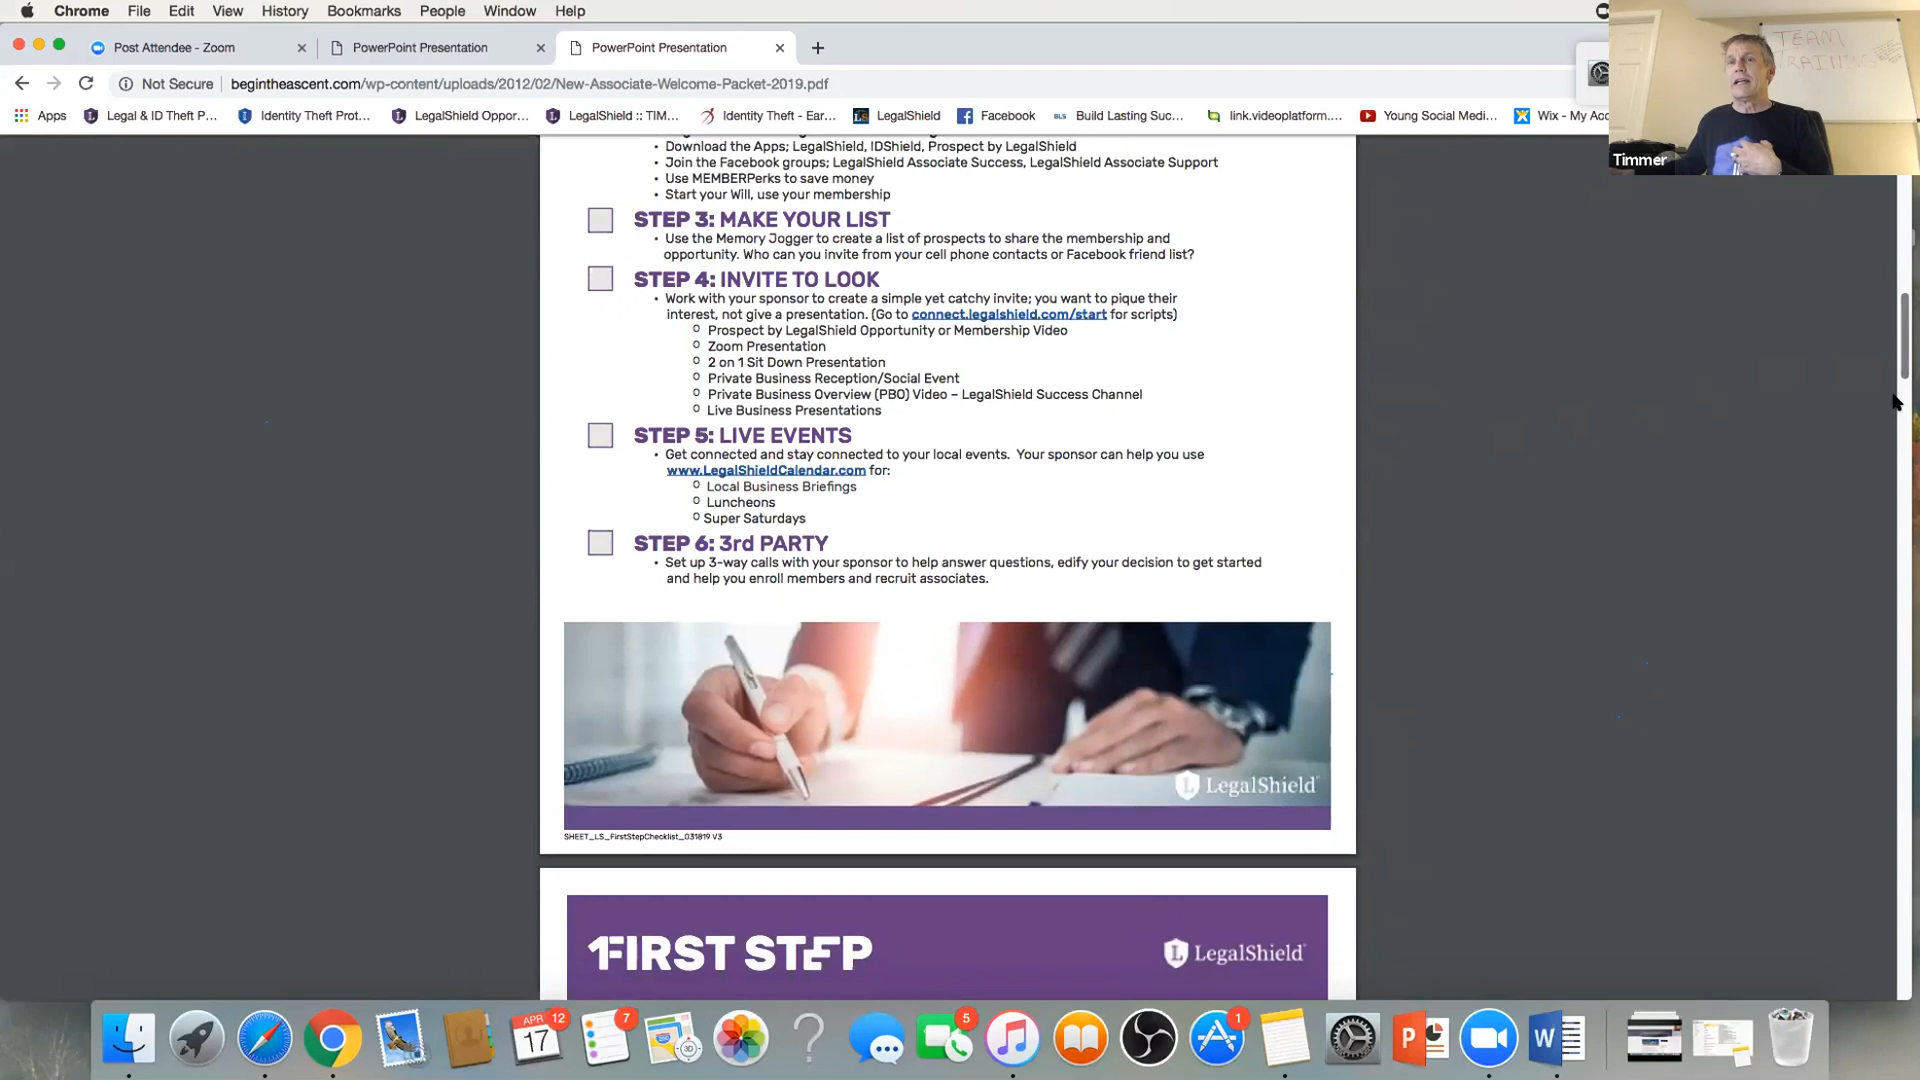 Chrome File Edit View History Bookmarks People Window Help
Post Attendee - Zoom PowerPoint Presentation PowerPoint Presentation
Not Secure begintheascent.com/wp-content/uploads/2012/02/New-Associate-Welcome-Packet-2019.pdf
Apps Legal & ID Theft P... Identity Theft Prot... LegalShield Oppor... LegalShield :: TIM... Identity Theft - Ear... LegalShield Facebook Build Lasting Suc... link.videoplatform.... Young Social Medi... Wix - My Acc
TEAM
TRAINING
Timmer
• Download the Apps; LegalShield, IDShield, Prospect by LegalShield
• Join the Facebook groups; LegalShield Associate Success, LegalShield Associate Support
• Use MEMBERPerks to save money
• Start your Will, use your membership
STEP 3: MAKE YOUR LIST
• Use the Memory Jogger to create a list of prospects to share the membership and
opportunity. Who can you invite from your cell phone contacts or Facebook friend list?
STEP 4: INVITE TO LOOK
• Work with your sponsor to create a simple yet catchy invite; you want to pique their
interest, not give a presentation. (Go to connect.legalshield.com/start for scripts)
o Prospect by LegalShield Opportunity or Membership Video
o Zoom Presentation
o 2 on 1 Sit Down Presentation
o Private Business Reception/Social Event
o Private Business Overview (PBO) Video – LegalShield Success Channel
o Live Business Presentations
STEP 5: LIVE EVENTS
• Get connected and stay connected to your local events. Your sponsor can help you use
www.LegalShieldCalendar.com for:
o Local Business Briefings
o Luncheons
o Super Saturdays
STEP 6: 3rd PARTY
• Set up 3-way calls with your sponsor to help answer questions, edify your decision to get started
and help you enroll members and recruit associates.
LegalShield
SHEET_LS_FirstStepChecklist_031819 V3
1FIRST STEP
LegalShield
APR
17
12
7
3D
5
1